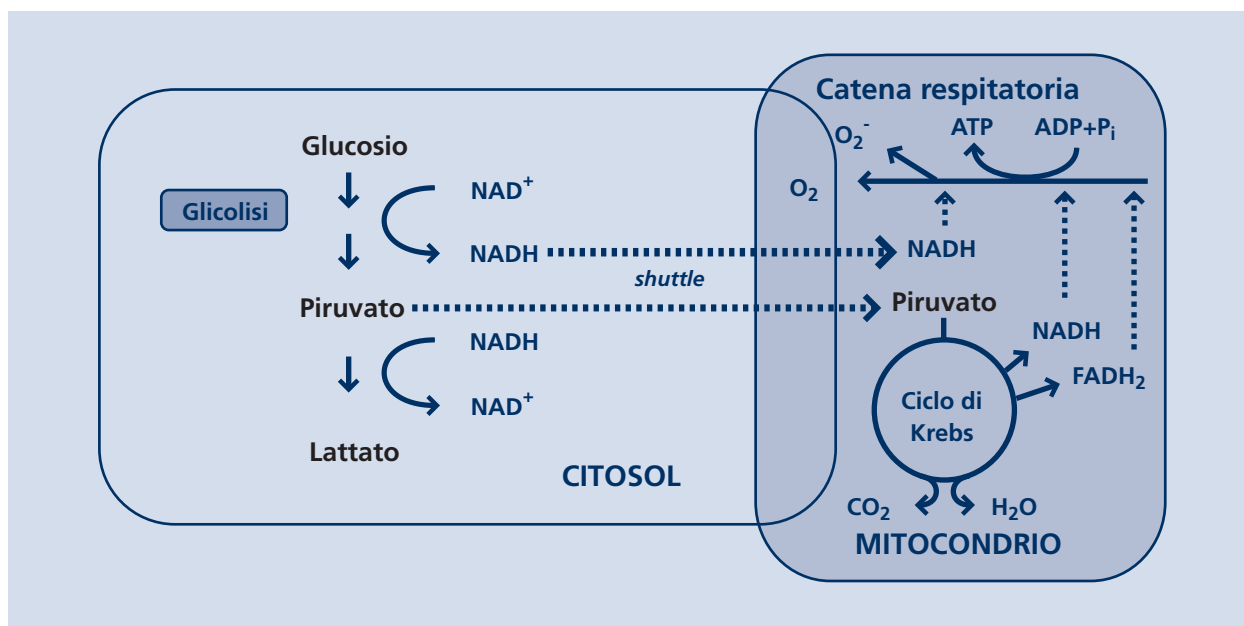 Catena respitatoria
O2-
ATP
ADP+Pi
O2
Glucosio
NAD+
Glicolisi
NADH
shuttle
NADH
Piruvato
Piruvato
NADH
NADH
FADH2
NAD+
Ciclo di
Krebs
Lattato
CITOSOL
CO2
H2O
MITOCONDRIO